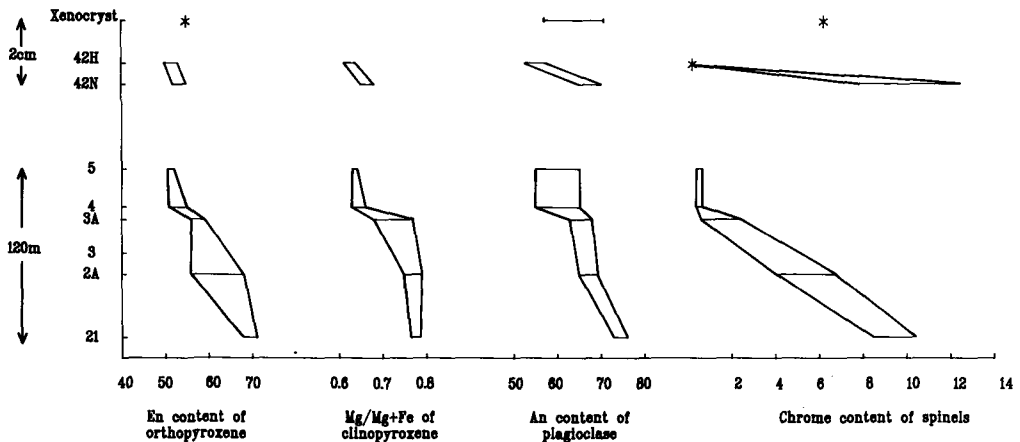 Xenocryst
2cm
42H
42N
5
4
3A
120m
3
2A
21
40 50 60 70 0.6 0.7 0.8 50 60 70 80 2 4 6 8 10 12 14
En content of orthopyroxene
Mg/Mg+Fe of clinopyroxene
An content of plagioclase
Chrome content of spinels